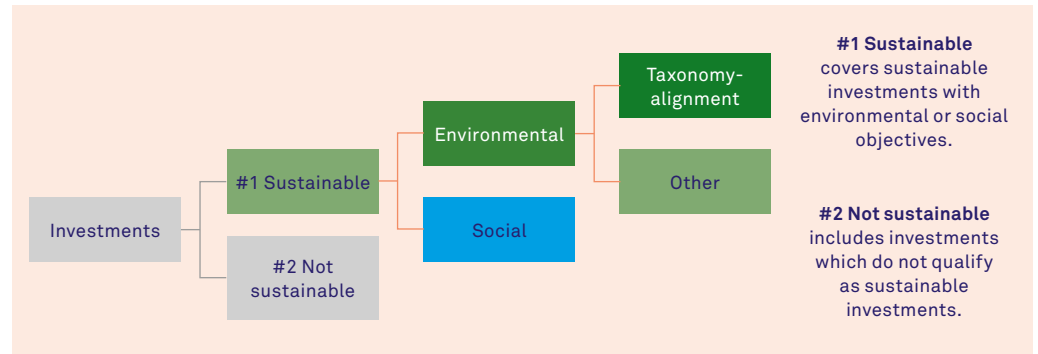 Investments
#1 Sustainable
#2 Not
sustainable
Environmental
Social
Taxonomy-
alignment
Other
#1 Sustainable
covers sustainable
investments with
environmental or social
objectives.
#2 Not sustainable
includes investments
which do not qualify
as sustainable
investments.